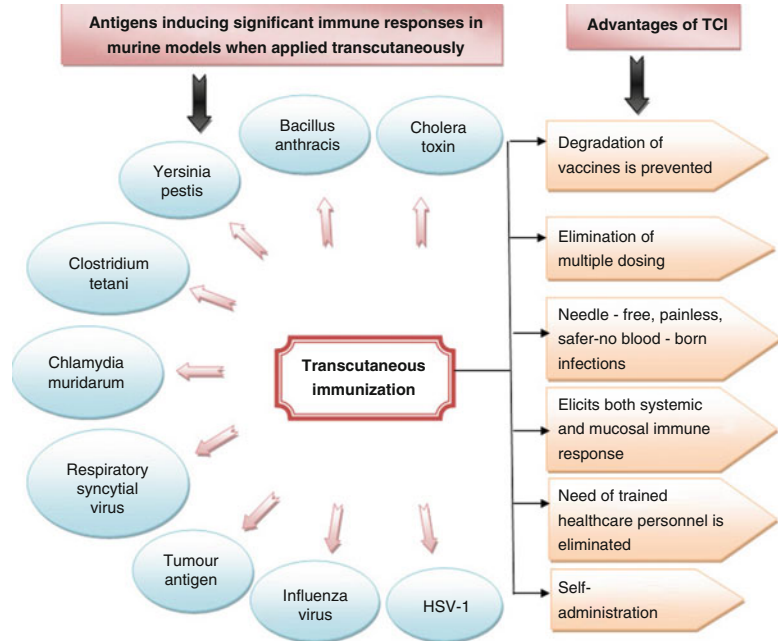 Antigens inducing significant immune responses in
murine models when applied transcutaneously
Advantages of TCI
Bacillus
anthracis
Cholera
toxin
Yersinia
pestis
Clostridium
tetani
Chlamydia
muridarum
Respiratory
syncytial
virus
Tumour
antigen
Influenza
virus
HSV-1
Transcutaneous
immunization
Degradation of
vaccines is prevented
Elimination of
multiple dosing
Needle - free, painless,
safer-no blood - born
infections
Elicits both systemic
and mucosal immune
response
Need of trained
healthcare personnel is
eliminated
Self-
administration